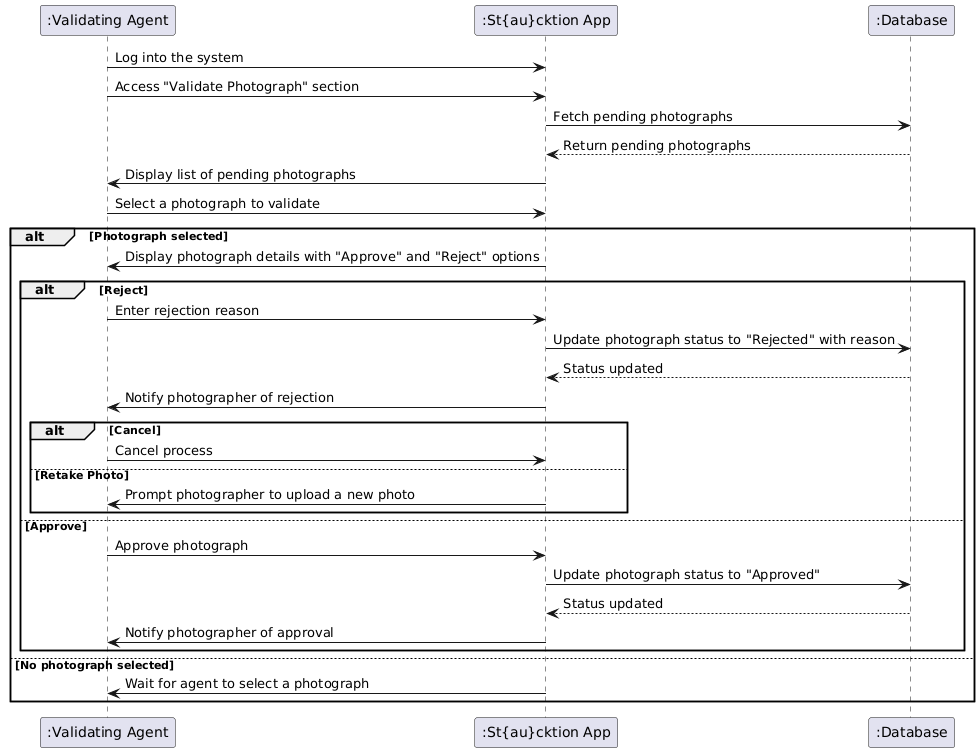 :Validating Agent :St{au}cktion App :Database
Log into the system
Access "Validate Photograph" section
Fetch pending photographs
Return pending photographs
Display list of pending photographs
Select a photograph to validate
alt [Photograph selected]
Display photograph details with "Approve" and "Reject" options
alt [Reject]
Enter rejection reason
Update photograph status to "Rejected" with reason
Status updated
Notify photographer of rejection
alt [Cancel]
Cancel process
[Retake Photo]
Prompt photographer to upload a new photo
[Approve]
Approve photograph
Update photograph status to "Approved"
Status updated
Notify photographer of approval
[No photograph selected]
Wait for agent to select a photograph
:Validating Agent :St{au}cktion App :Database